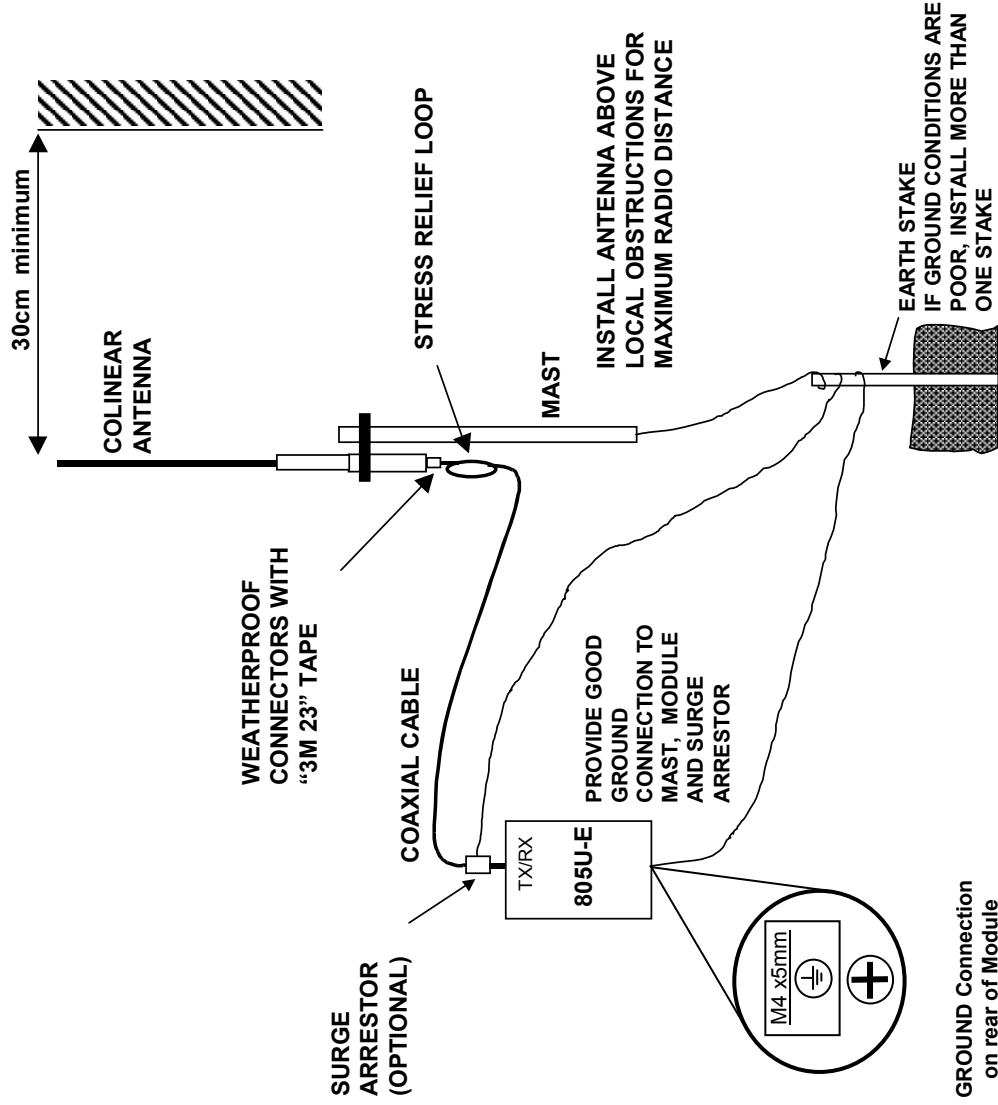 30cm minimum
COLINEAR
ANTENNA
WEATHERPROOF
CONNECTORS WITH
“3M 23” TAPE
STRESS RELIEF LOOP
MAST
INSTALL ANTENNA ABOVE
LOCAL OBSTRUCTIONS FOR
MAXIMUM RADIO DISTANCE
COAXIAL CABLE
SURGE
ARRESTOR
(OPTIONAL)
TX/RX
805U-E
PROVIDE GOOD
GROUND
CONNECTION TO
MAST, MODULE
AND SURGE
ARRESTOR
EARTH STAKE
IF GROUND CONDITIONS ARE
POOR, INSTALL MORE THAN
ONE STAKE
M4 x5mm
GROUND Connection
on rear of Module